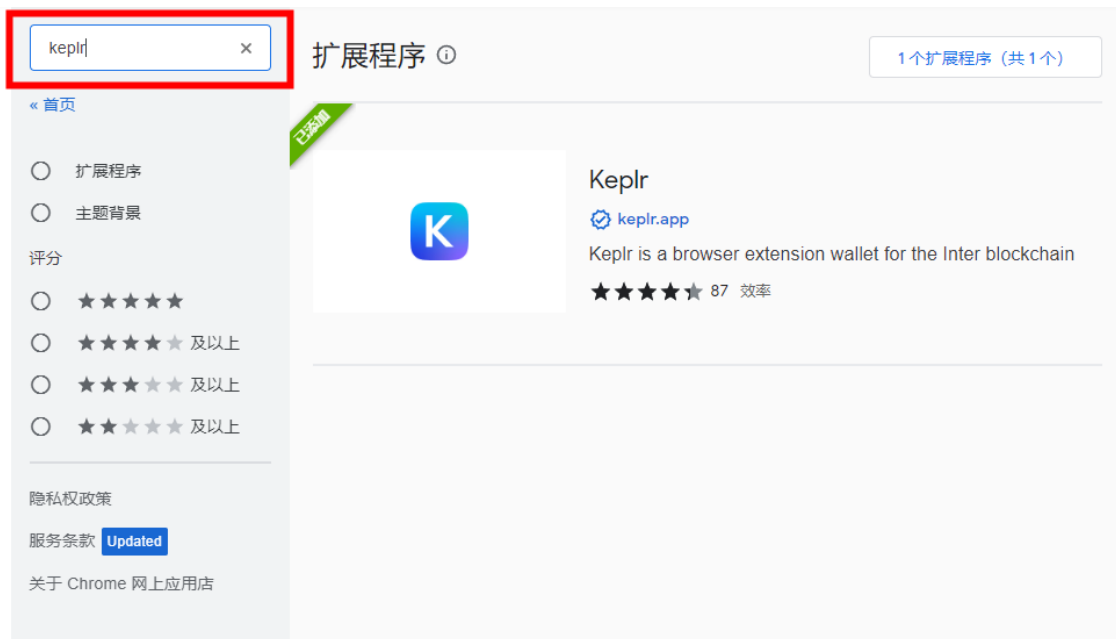 keplr
« 首页
扩展程序
主题背景
评分
及以上
及以上
及以上
隐私权政策
服务条款 Updated
关于 Chrome 网上应用店
扩展程序
1 个扩展程序（共 1 个）
已添加
K
Keplr
keplr.app
Keplr is a browser extension wallet for the Inter blockchain
87 效率